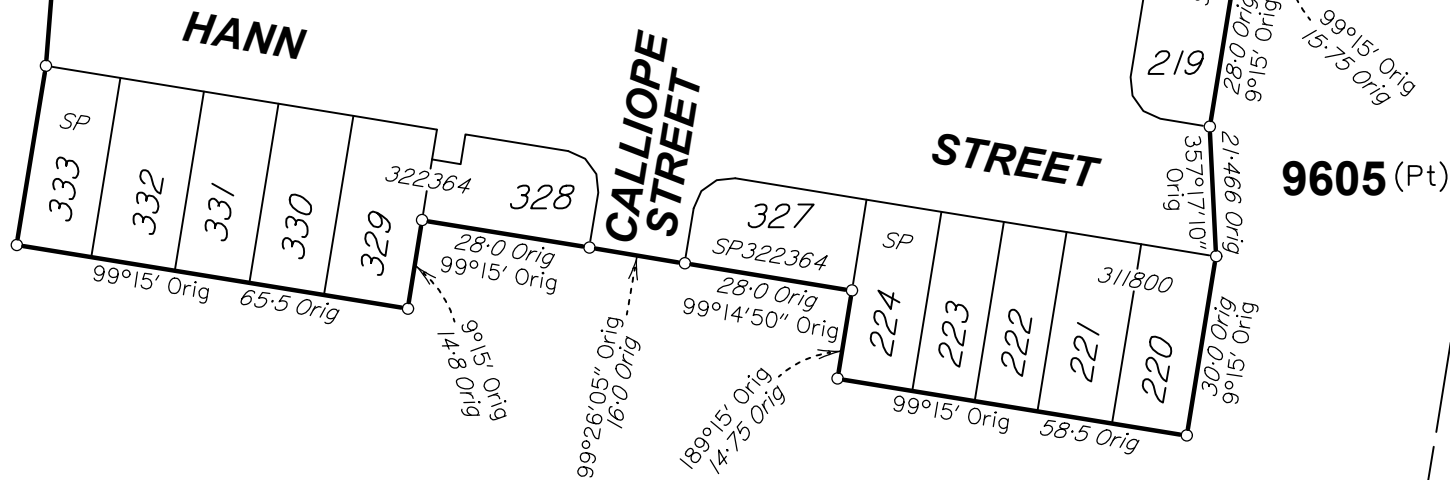 HANN
CALLIOPE
STREET
STREET
219
28·0 Orig
9°15′ Orig
99°15′ Orig
15·75 Orig
21·466 Orig
357°17′10″
Orig
9605 (Pt)
SP
333
332
331
330
329
322364
328
28·0 Orig
99°15′ Orig
99°15′ Orig
65·5 Orig
9°15′ Orig
14·8 Orig
99°26′05″ Orig
16·0 Orig
327
SP322364
28·0 Orig
99°14′50″ Orig
189°15′ Orig
14·75 Orig
SP
311800
224
223
222
221
220
99°15′ Orig
58·5 Orig
30·0 Orig
9°15′ Orig